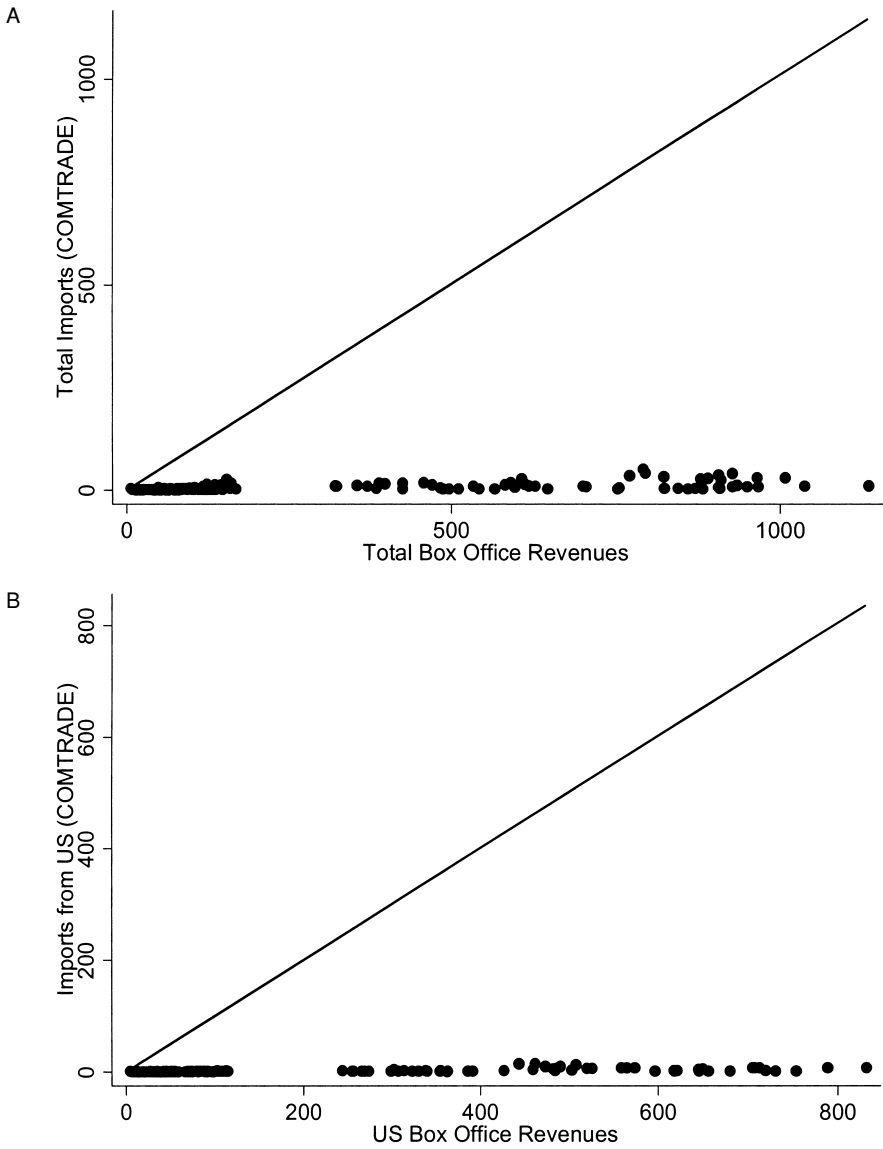 A
1000
500
0
Total Imports (COMTRADE)
0 500 1000
Total Box Office Revenues
B
800
600
400
200
0
Imports from US (COMTRADE)
0 200 400 600 800
US Box Office Revenues